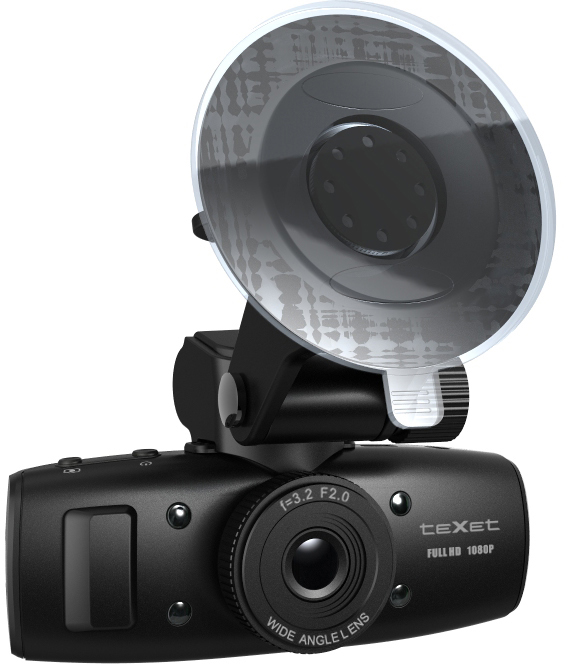 f=3.2 F2.0
teXet
FULL HD 1080P
WIDE ANGLE LENS